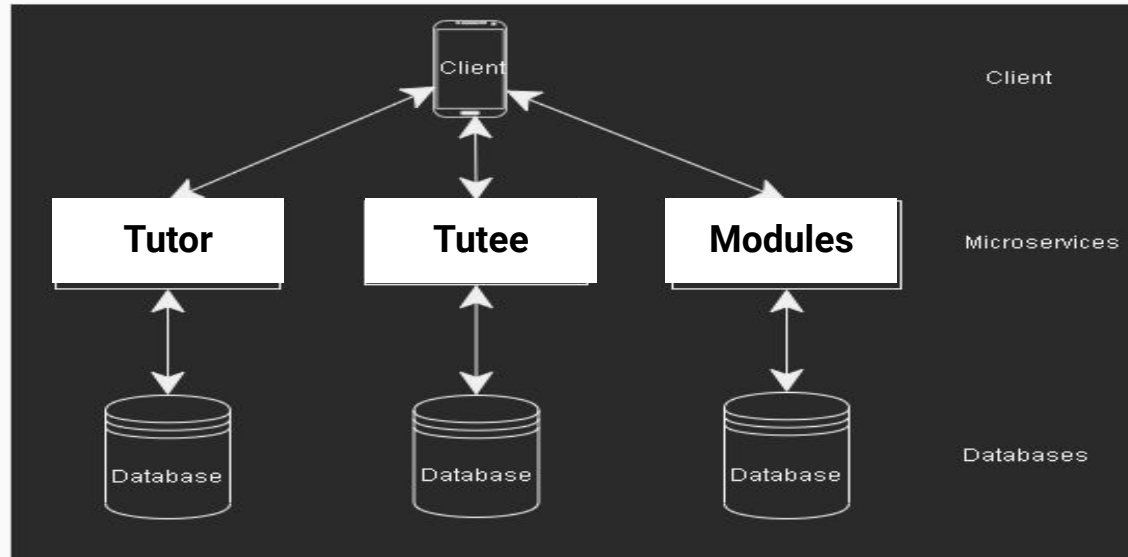 Client
Client
Tutor
Tutee
Modules
Microservices
Database
Database
Database
Databases